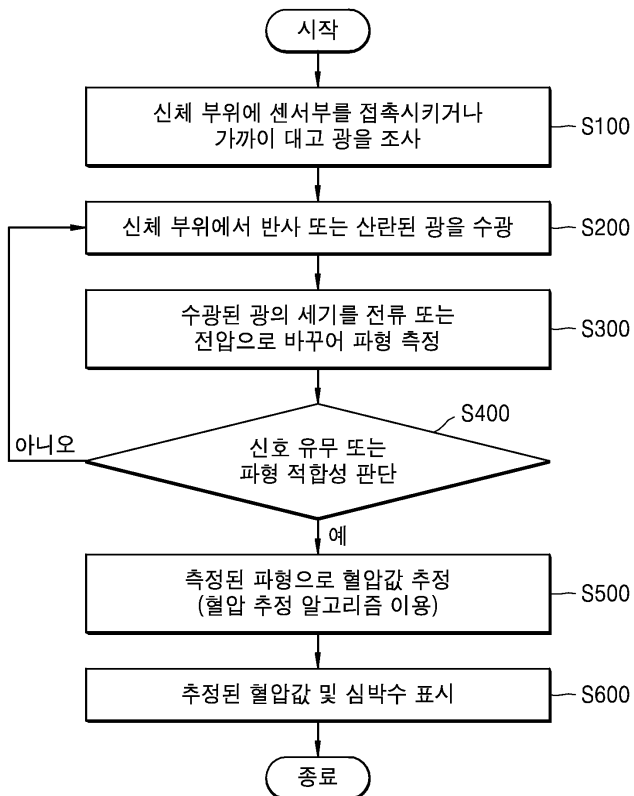 시작
신체 부위에 센서부를 접촉시키거나
가까이 대고 광을 조사
S100
신체 부위에서 반사 또는 산란된 광을 수광
S200
수광된 광의 세기를 전류 또는
전압으로 바꾸어 파형 측정
S300
S400
신호 유무 또는
파형 적합성 판단
아니오
예
측정된 파형으로 혈압값 추정
(혈압 추정 알고리즘 이용)
S500
추정된 혈압값 및 심박수 표시
S600
종료